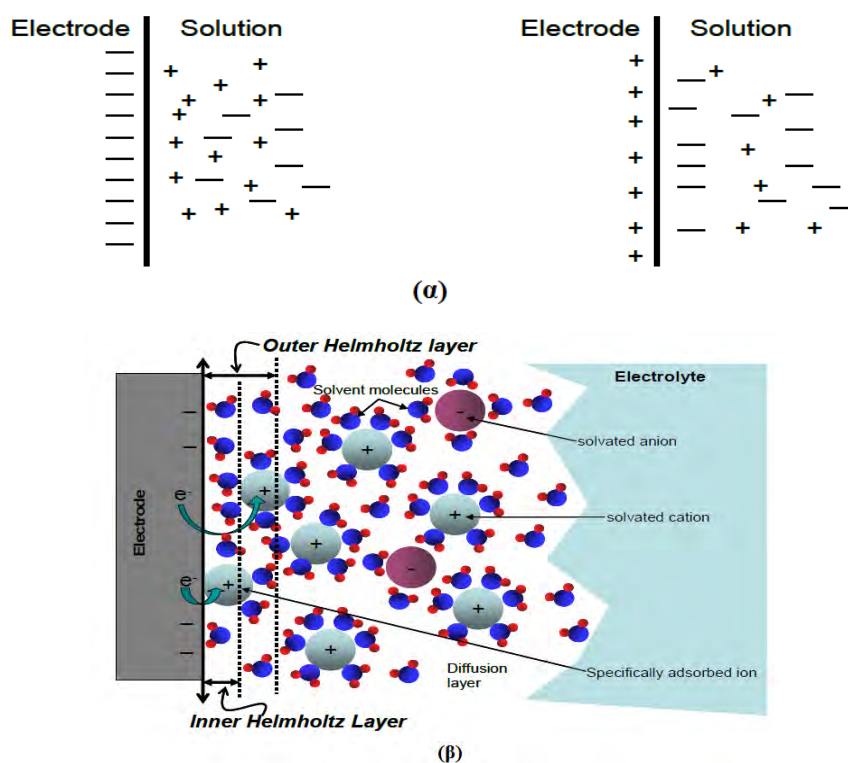 Electrode Solution
Electrode Solution
(α)
Outer Helmholtz layer
Solvent molecules
Electrolyte
solvated anion
solvated cation
Electrode
e-
e-
Diffusion
layer
Specifically adsorbed ion
Inner Helmholtz Layer
(β)